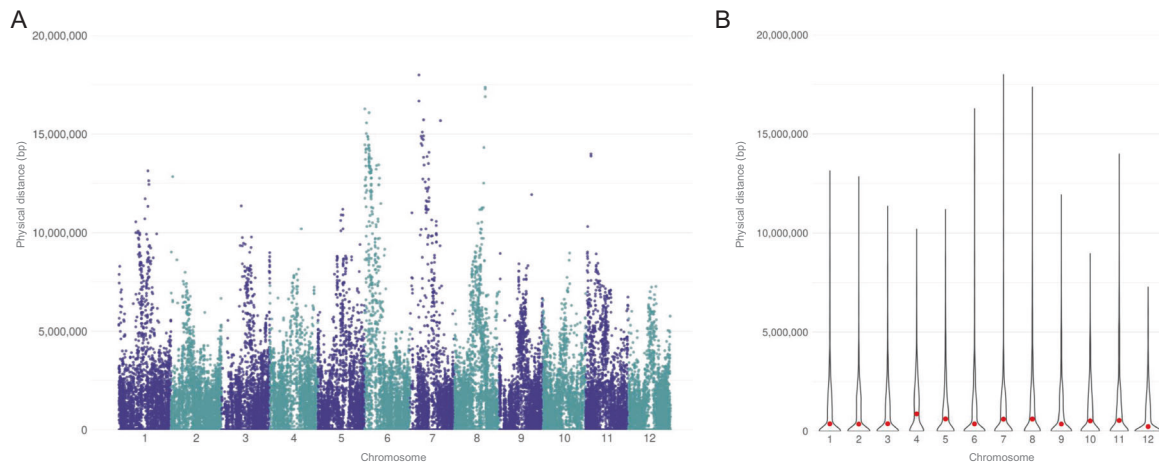 A
20,000,000
15,000,000
10,000,000
5,000,000
0
Physical distance (bp)
1 2 3 4 5 6 7 8 9 10 11 12
Chromosome
B
20,000,000
15,000,000
10,000,000
5,000,000
0
Physical distance (bp)
1 2 3 4 5 6 7 8 9 10 11 12
Chromosome